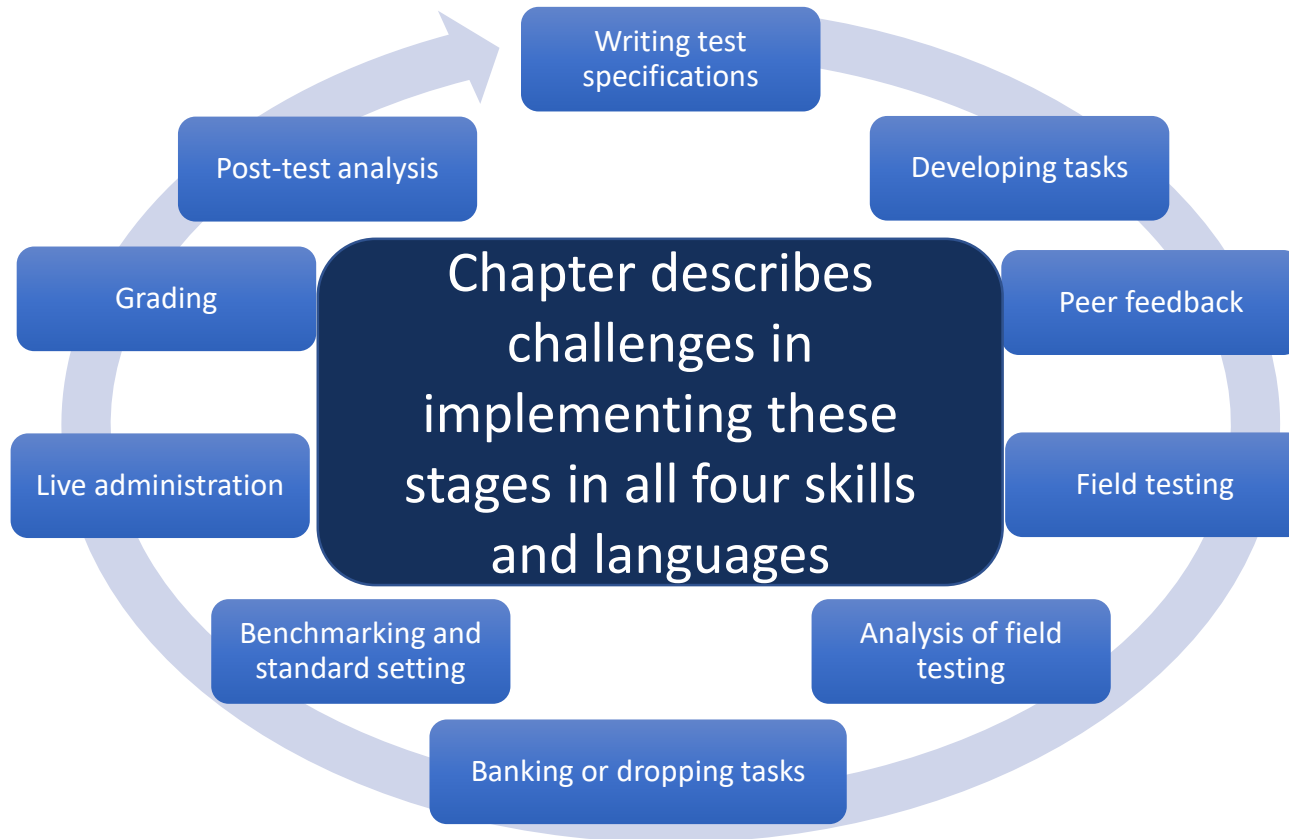 Writing test
specifications
Developing tasks
Peer feedback
Field testing
Analysis of field
testing
Banking or dropping tasks
Benchmarking and
standard setting
Live administration
Grading
Post-test analysis
Chapter describes
challenges in
implementing these
stages in all four skills
and languages